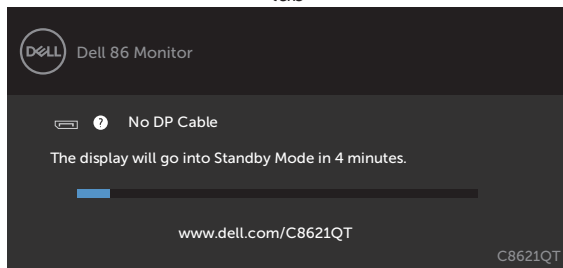 DELL
Dell 86 Monitor
? No DP Cable
The display will go into Standby Mode in 4 minutes.
www.dell.com/C8621QT
C8621QT